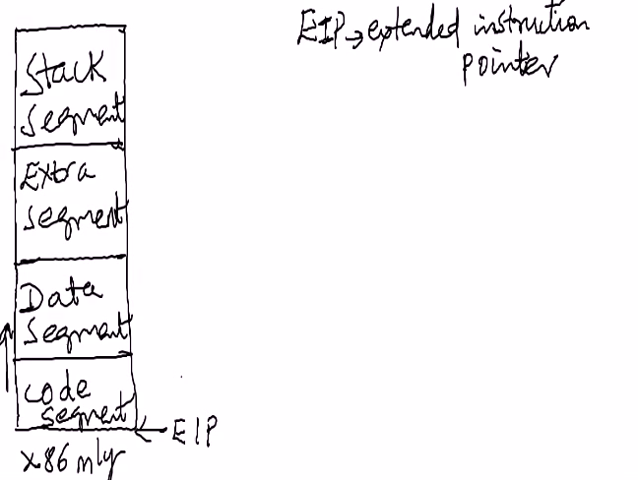 EIP → extended instruction
pointer
Stack
segment
Extra
segment
Data
segment
code
segment
EIP
x86 mly